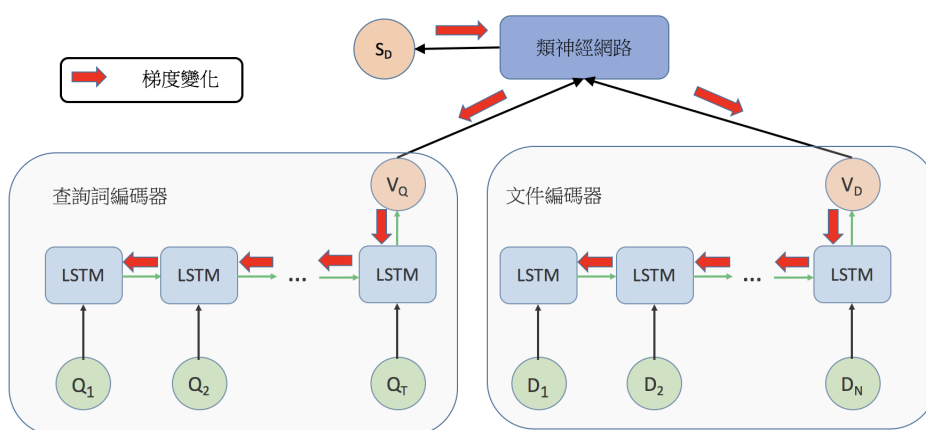 S_D
類神經網路
梯度變化
查詢詞編碼器
V_Q
LSTM LSTM ... LSTM
Q_1 Q_2 Q_T
文件編碼器
V_D
LSTM LSTM ... LSTM
D_1 D_2 D_N